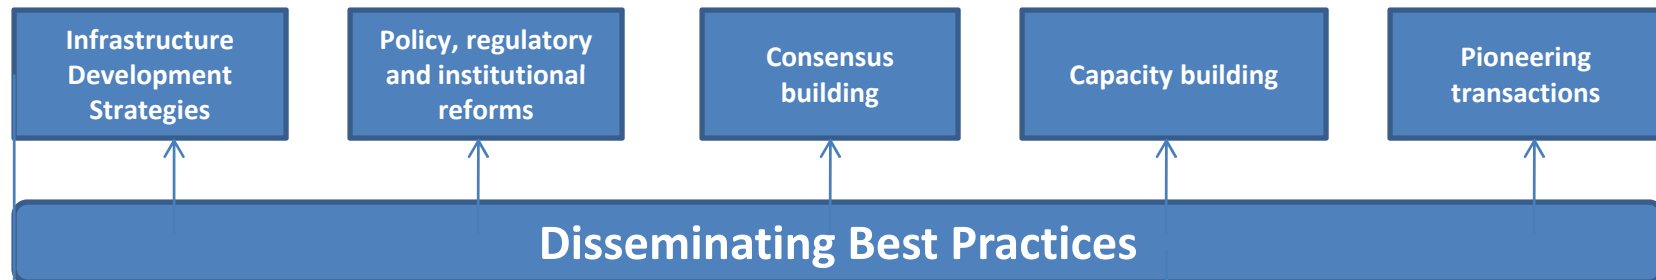 Infrastructure
Development
Strategies
Policy, regulatory
and institutional
reforms
Consensus
building
Capacity building
Pioneering
transactions
Disseminating Best Practices